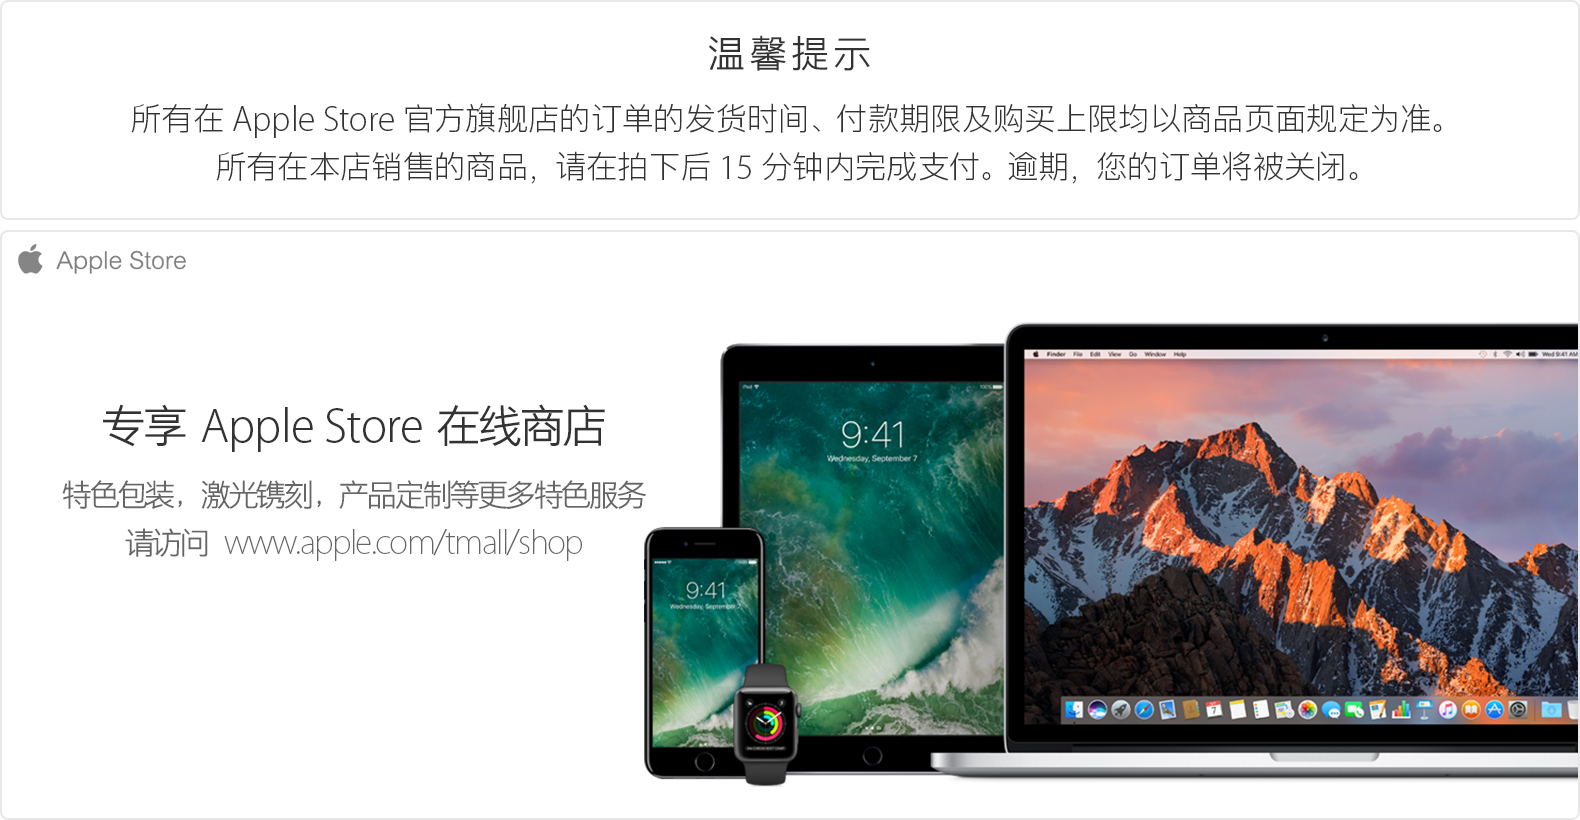 温馨提示
所有在 Apple Store 官方旗舰店的订单的发货时间、付款期限及购买上限均以商品页面规定为准。
所有在本店销售的商品，请在拍下后 15 分钟内完成支付。逾期，您的订单将被关闭。
Apple Store
专享 Apple Store 在线商店
特色包装，激光镌刻，产品定制等更多特色服务
请访问 www.apple.com/tmall/shop
iPad 100%
9:41
Wednesday, September 7
9:41
Wednesday, September 7
Finder File Edit View Go Window Help
Wed 9:41 AM
7